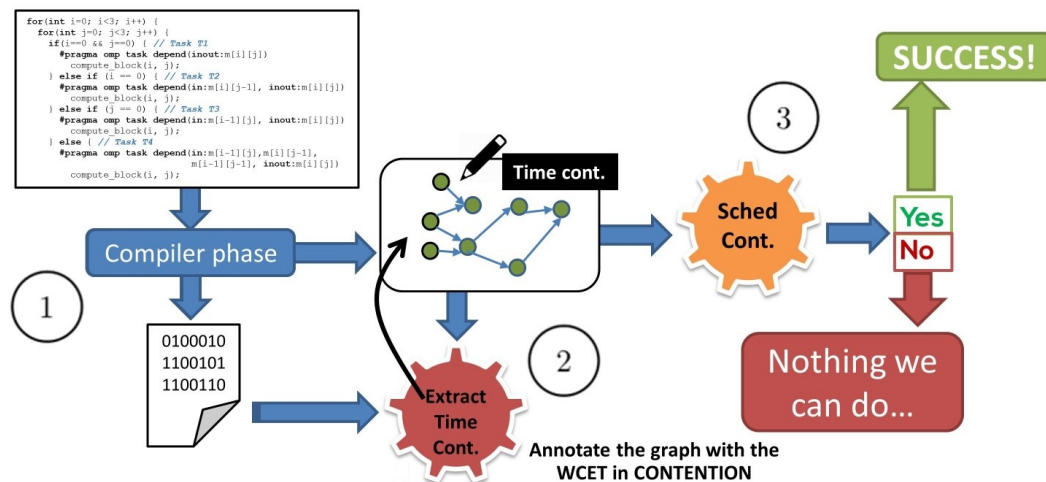 for(int i=0; i<3; i++) {
for(int j=0; j<3; j++) {
if(i==0 && j==0) { // Task T1
#pragma omp task depend(inout:m[i][j])
compute_block(i, j);
} else if (i == 0) { // Task T2
#pragma omp task depend(in:m[i][j-1], inout:m[i][j])
compute_block(i, j);
} else if (j == 0) { // Task T3
#pragma omp task depend(in:m[i-1][j], inout:m[i][j])
compute_block(i, j);
} else { // Task T4
#pragma omp task depend(in:m[i-1][j],m[i][j-1],
m[i-1][j-1], inout:m[i][j])
compute_block(i, j);
SUCCESS!
3
Time cont.
Sched
Cont.
Yes
No
Compiler phase
1
0100010
1100101
1100110
2
Extract
Time
Cont.
Nothing we
can do...
Annotate the graph with the
WCET in CONTENTION